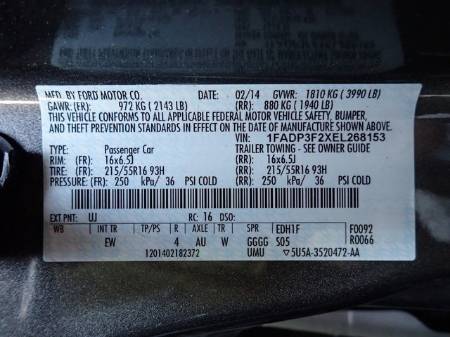 MFD. BY FORD MOTOR CO. DATE: 02/14 GVWR: 1810 KG ( 3990 LB)
GAWR: (FR): 972 KG ( 2143 LB) (RR): 880 KG ( 1940 LB)
THIS VEHICLE CONFORMS TO ALL APPLICABLE FEDERAL MOTOR VEHICLE SAFETY, BUMPER,
AND THEFT PREVENTION STANDARDS IN EFFECT ON THE DATE OF MANUFACTURE SHOWN ABOVE.
VIN: 1FADP3F2XEL268153
TYPE: Passenger Car TRAILER TOWING - SEE OWNER GUIDE
RIM: (FR) 16x6.5J (RR): 16x6.5J
TIRE: (FR) 215/55R16 93H (RR): 215/55R16 93H
PRESSURE: (FR) 250 kPa/ 36 PSI COLD (RR): 250 kPa/ 36 PSI COLD
EXT PNT: UJ RC: 16 DSO:
WB INT TR TP/PS R AXLE TR SPR EDH1F F0092
EW 4 AU W GGGG S05 R0066
1201402182372 UMU ▽5U5A-3520472-AA